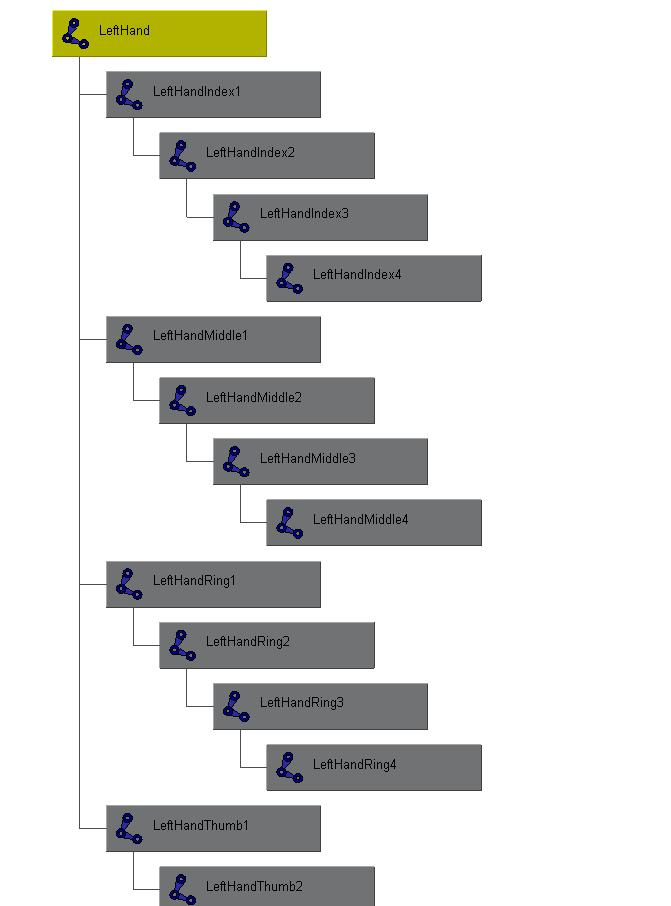 LeftHand
LeftHandIndex1
LeftHandIndex2
LeftHandIndex3
LeftHandIndex4
LeftHandMiddle1
LeftHandMiddle2
LeftHandMiddle3
LeftHandMiddle4
LeftHandRing1
LeftHandRing2
LeftHandRing3
LeftHandRing4
LeftHandThumb1
LeftHandThumb2